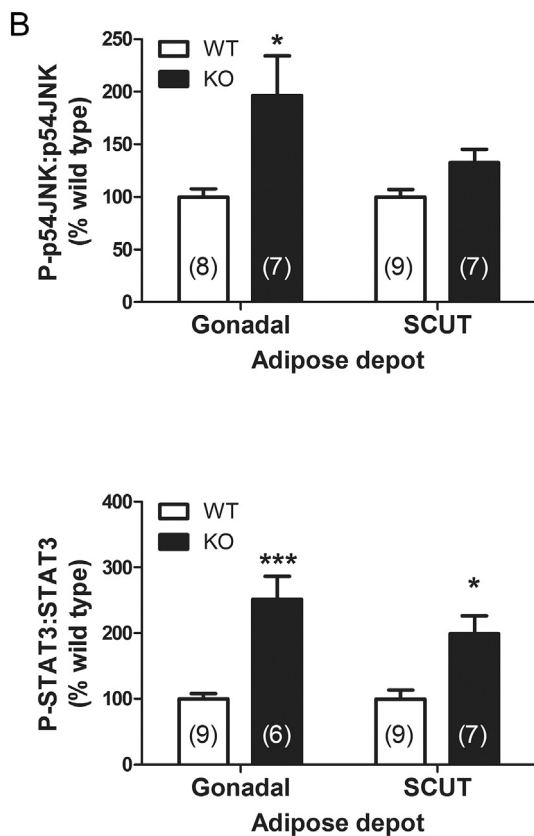 B
P-p54JNK:p54JNK
(% wild type)
250
200
150
100
50
0
WT
KO
*
(8)
(7)
(9)
(7)
Gonadal
SCUT
Adipose depot
P-STAT3:STAT3
(% wild type)
400
300
200
100
0
WT
KO
***
*
(9)
(6)
(9)
(7)
Gonadal
SCUT
Adipose depot